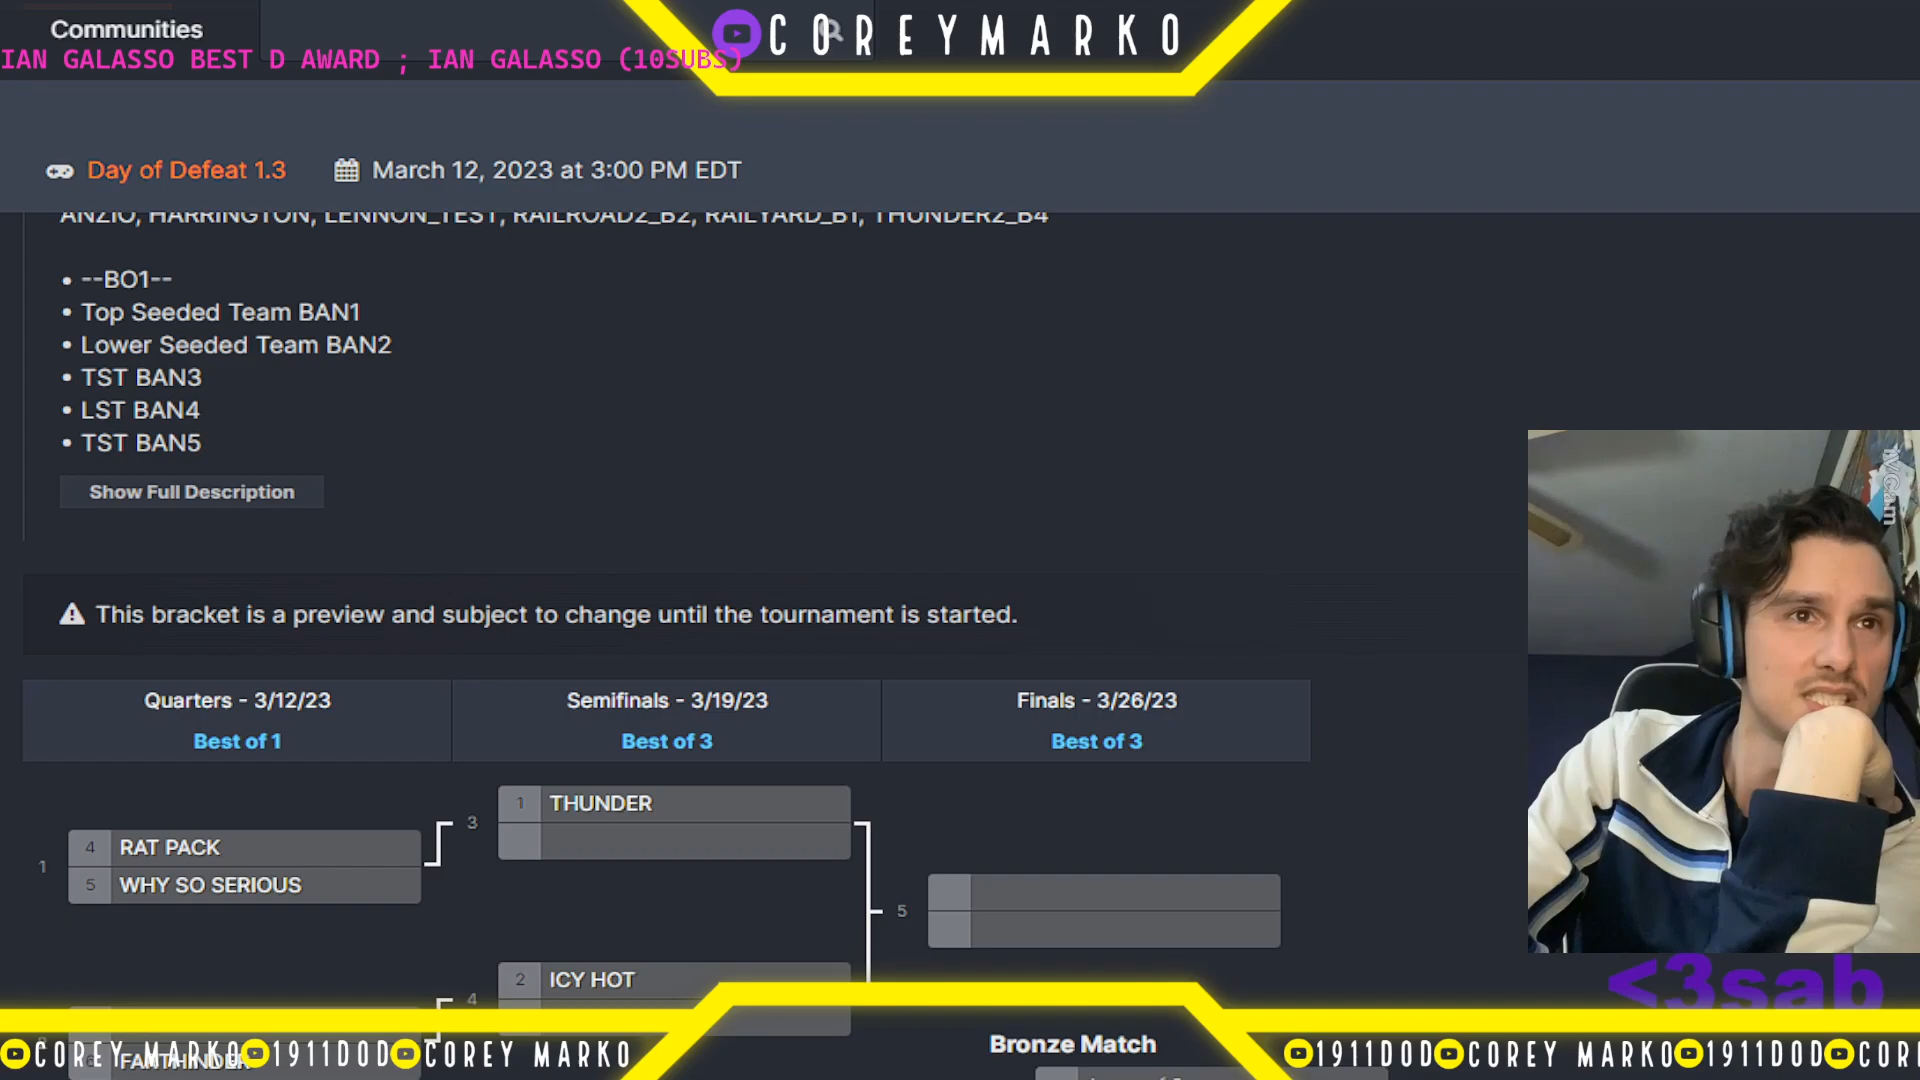 Communities
COREYMARKO
IAN GALASSO BEST D AWARD ; IAN GALASSO (10SUBS)
Day of Defeat 1.3
March 12, 2023 at 3:00 PM EDT
ANZIO, HARRINGTON, LENNON_TEST, RAILROAD2_B2, RAILYARD_B1, THUNDER2_B4
• --BO1--
• Top Seeded Team BAN1
• Lower Seeded Team BAN2
• TST BAN3
• LST BAN4
• TST BAN5
Show Full Description
iVCam
This bracket is a preview and subject to change until the tournament is started.
Quarters - 3/12/23
Best of 1
Semifinals - 3/19/23
Best of 3
Finals - 3/26/23
Best of 3
1
4 RAT PACK
5 WHY SO SERIOUS
3
1 THUNDER
4
2 ICY HOT
5
<3sab
Bronze Match
COREY MARKO 1911DOD COREY MARKO
1911DOD COREY MARKO 1911DOD COR